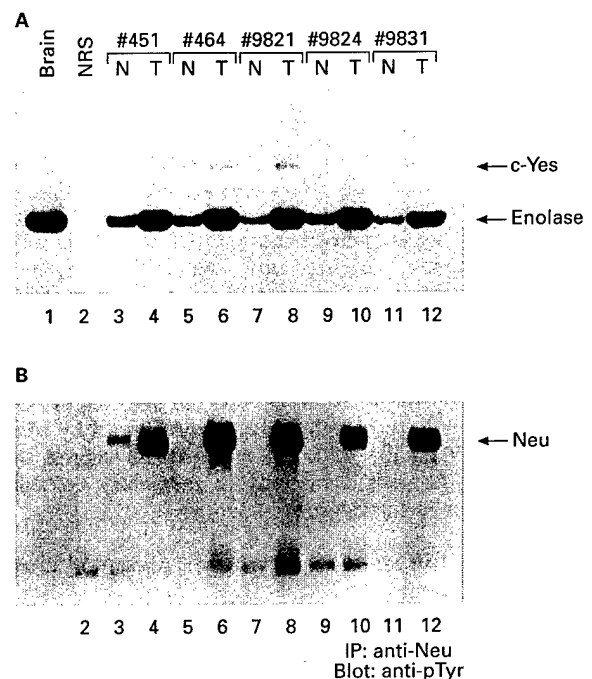 A
Brain NRS #451 #464 #9821 #9824 #9831
N T N T N T N T N T
c-Yes
Enolase
1 2 3 4 5 6 7 8 9 10 11 12
B
Neu
2 3 4 5 6 7 8 9 10 11 12
IP: anti-Neu
Blot: anti-pTyr